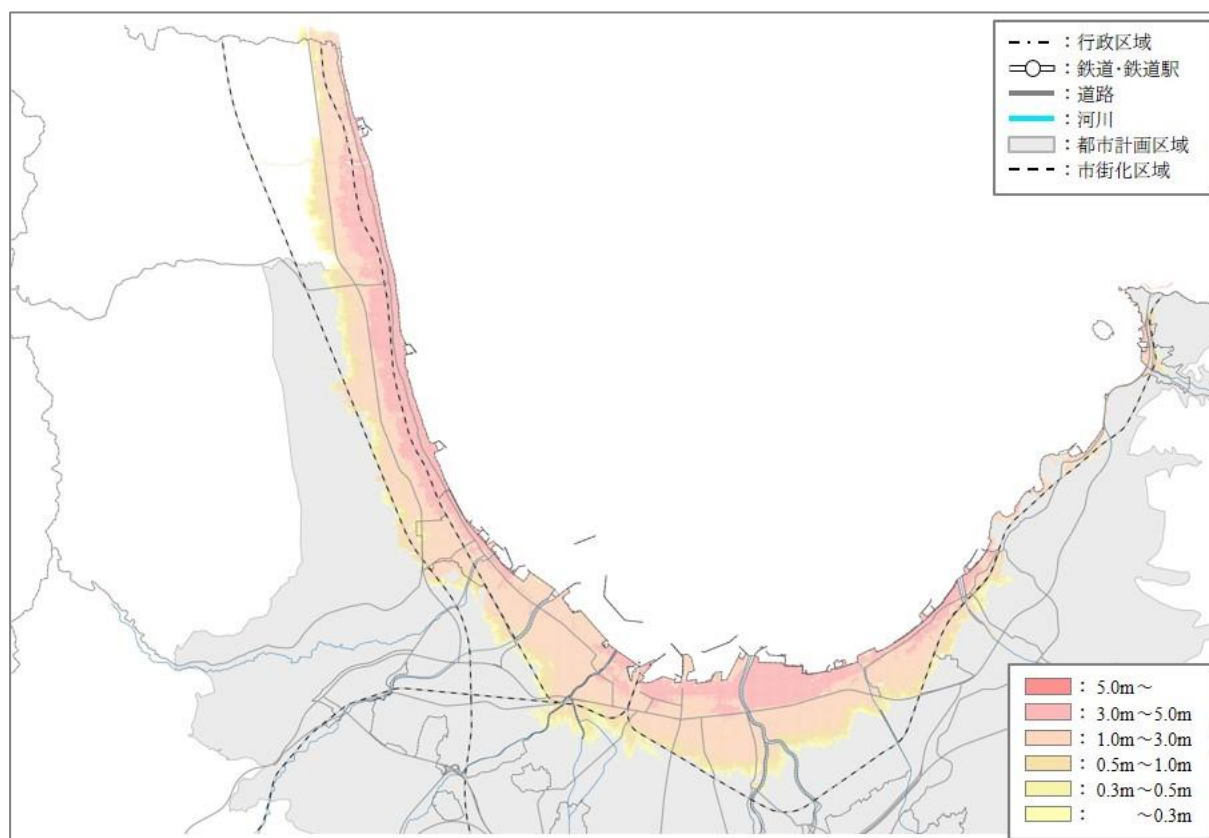 ：行政区域
：鉄道・鉄道駅
：道路
：河川
：都市計画区域
：市街化区域
：5.0m～
：3.0m～5.0m
：1.0m～3.0m
：0.5m～1.0m
：0.3m～0.5m
：　　～0.3m